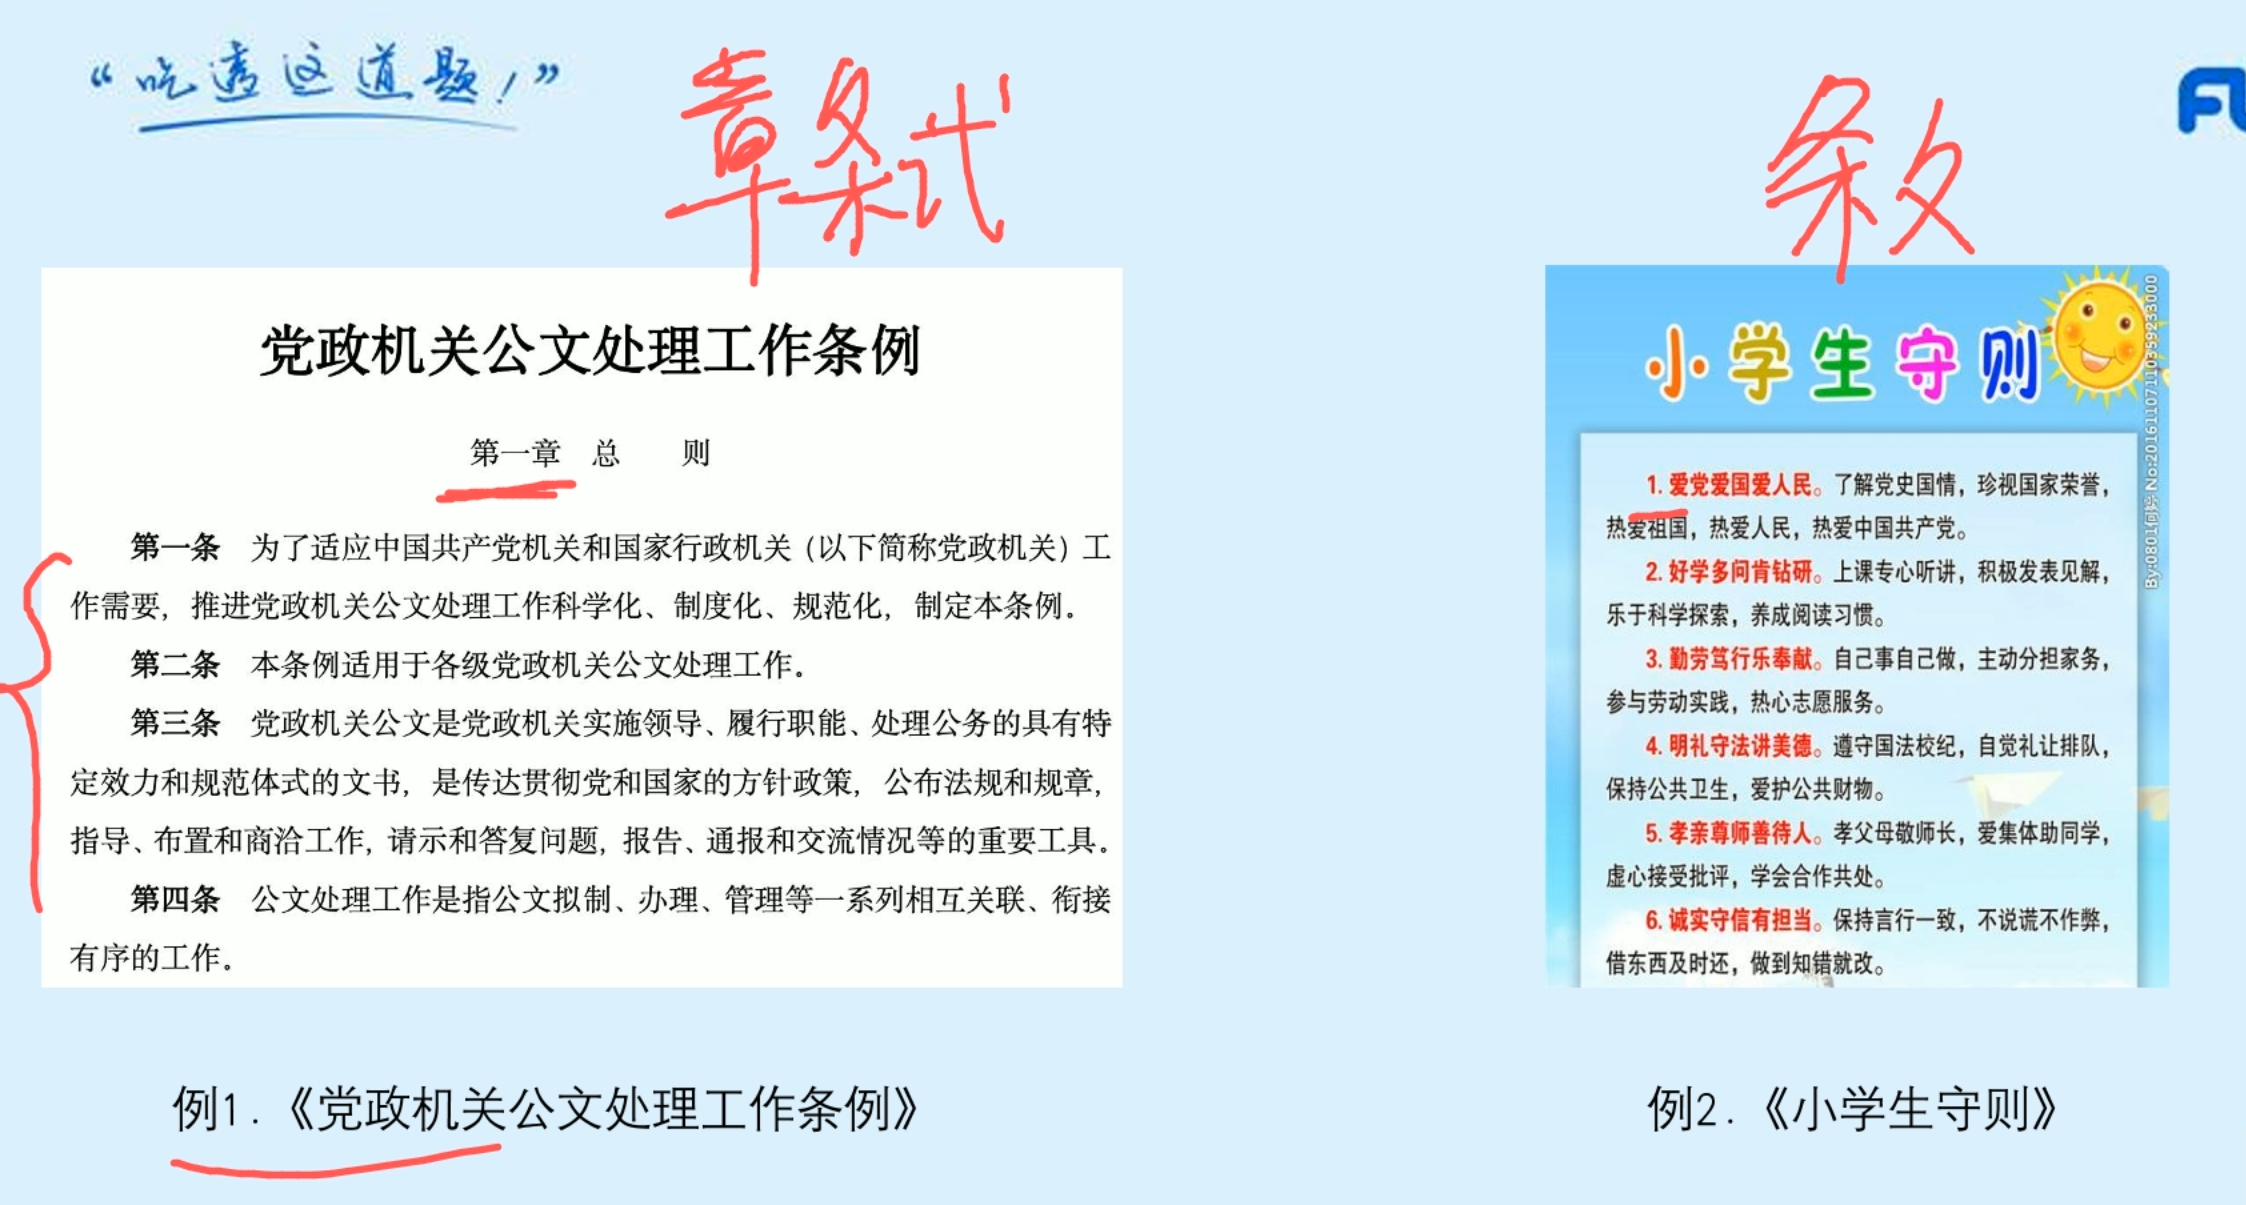 “吃透这道题！”
章条式
条文
党政机关公文处理工作条例
第一章 总 则
第一条 为了适应中国共产党机关和国家行政机关（以下简称党政机关）工
作需要，推进党政机关公文处理工作科学化、制度化、规范化，制定本条例。
第二条 本条例适用于各级党政机关公文处理工作。
第三条 党政机关公文是党政机关实施领导、履行职能、处理公务的具有特
定效力和规范体式的文书，是传达贯彻党和国家的方针政策，公布法规和规章，
指导、布置和商洽工作，请示和答复问题，报告、通报和交流情况等的重要工具。
第四条 公文处理工作是指公文拟制、办理、管理等一系列相互关联、衔接
有序的工作。
例1.《党政机关公文处理工作条例》
小学生守则
1. 爱党爱国爱人民。了解党史国情，珍视国家荣誉，
热爱祖国，热爱人民，热爱中国共产党。
2. 好学多问肯钻研。上课专心听讲，积极发表见解，
乐于科学探索，养成阅读习惯。
3. 勤劳笃行乐奉献。自己事自己做，主动分担家务，
参与劳动实践，热心志愿服务。
4. 明礼守法讲美德。遵守国法校纪，自觉礼让排队，
保持公共卫生，爱护公共财物。
5. 孝亲尊师善待人。孝父母敬师长，爱集体助同学，
虚心接受批评，学会合作共处。
6. 诚实守信有担当。保持言行一致，不说谎不作弊，
借东西及时还，做到知错就改。
例2.《小学生守则》